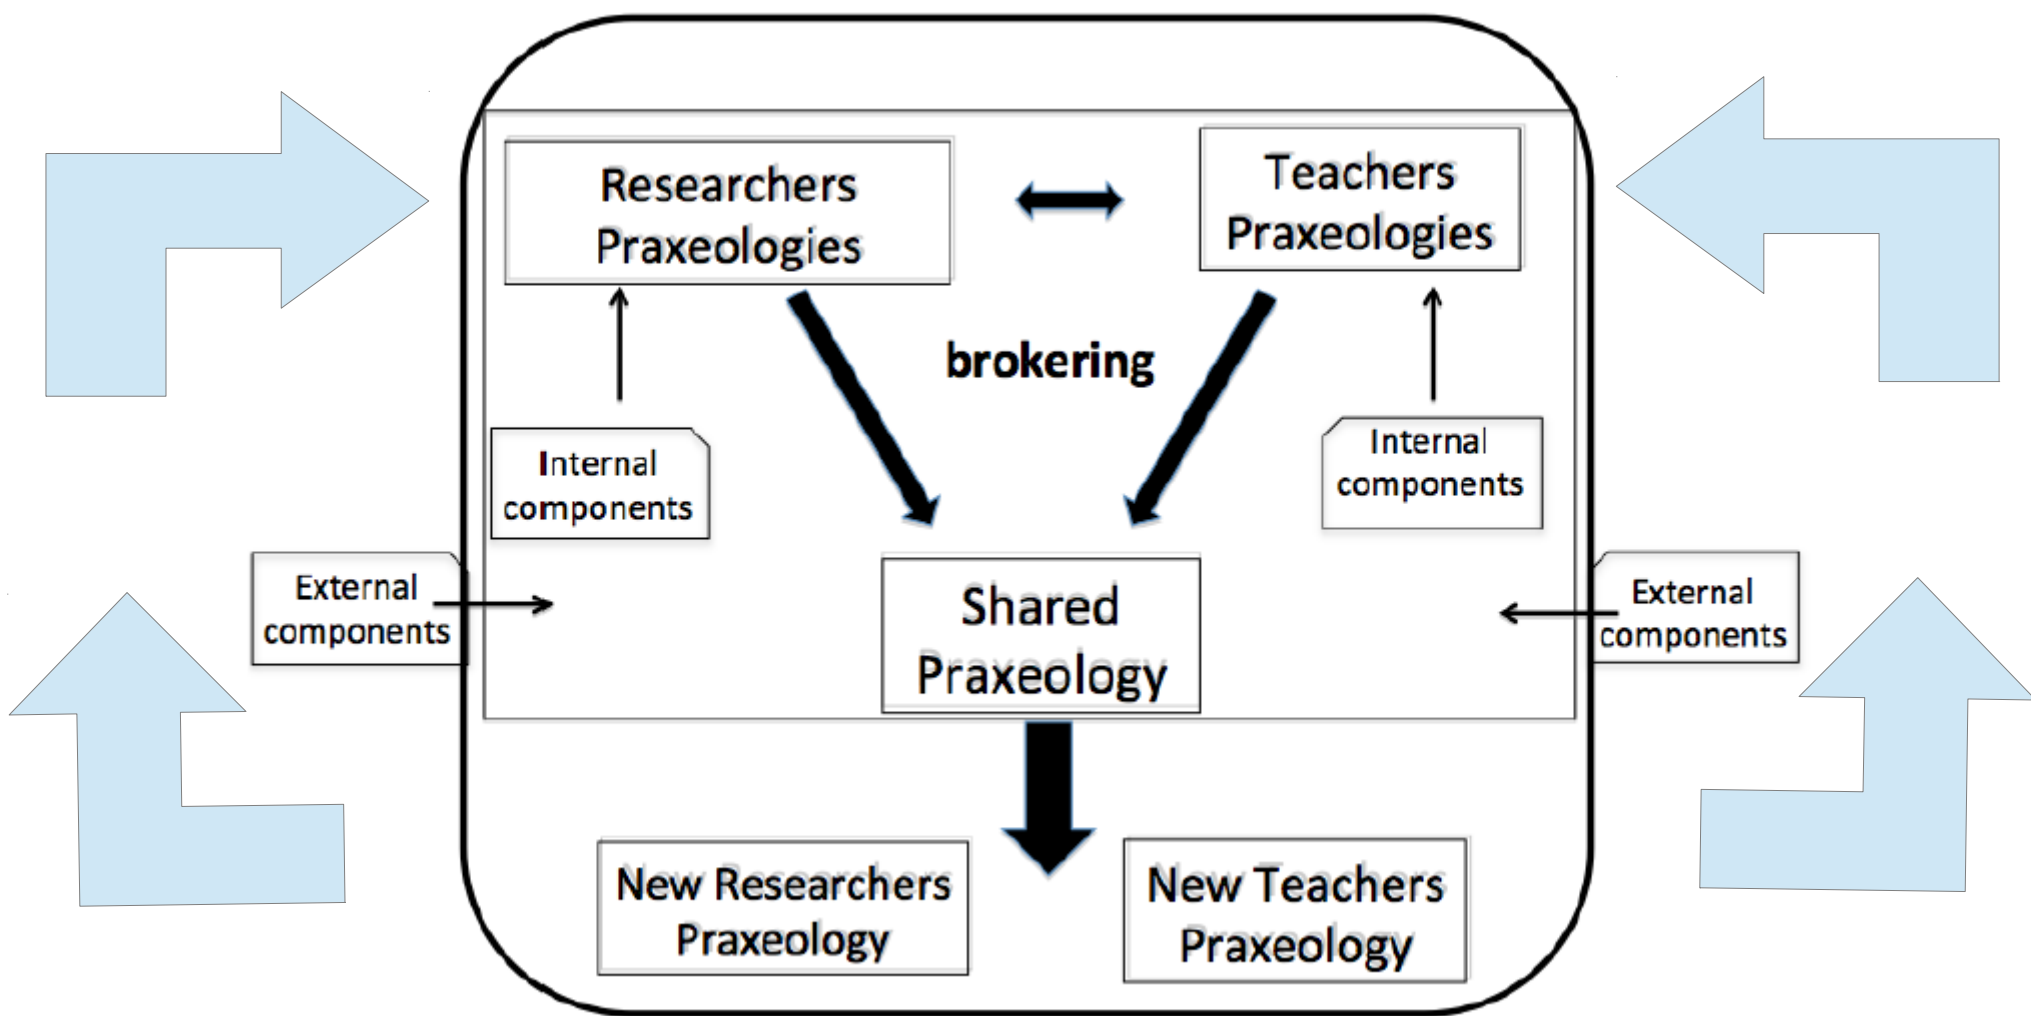 Researchers
Praxeologies
Teachers
Praxeologies
brokering
Internal
components
Internal
components
External
components
External
components
Shared
Praxeology
New Researchers
Praxeology
New Teachers
Praxeology